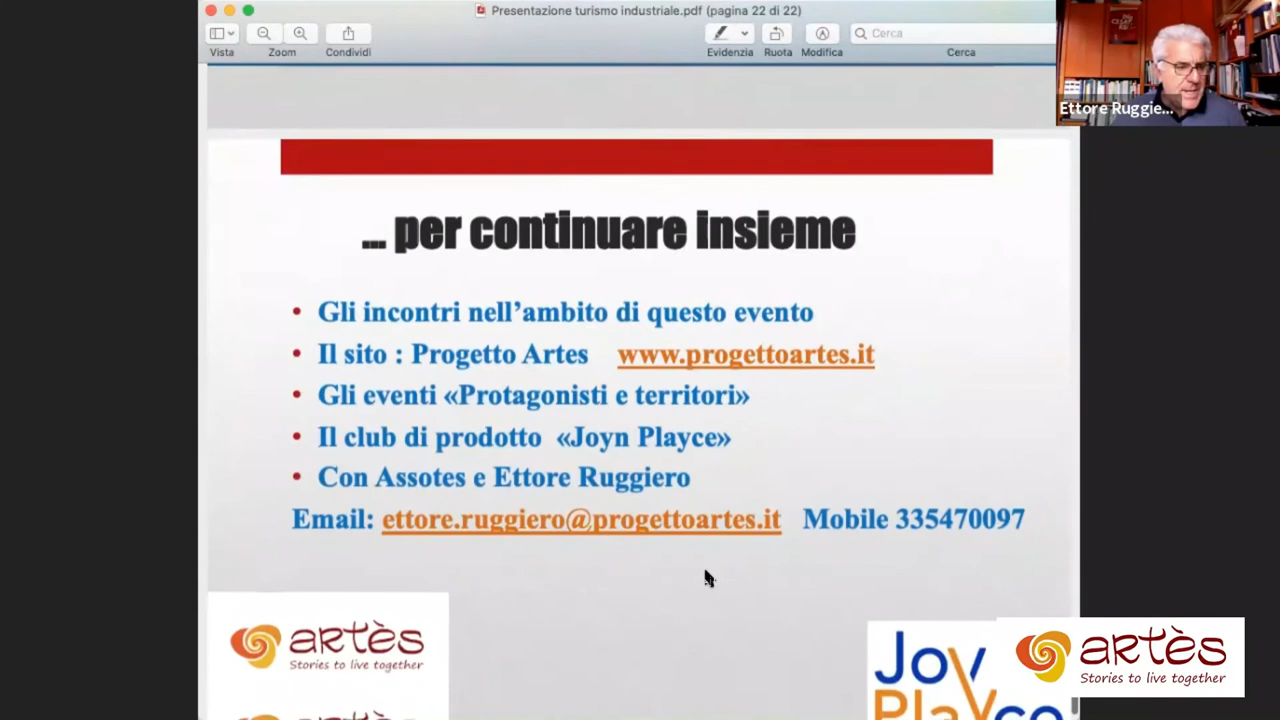 Presentazione turismo industriale.pdf (pagina 22 di 22)
Vista
Zoom
Condividi
Evidenzia
Ruota
Modifica
Cerca
Cerca
Ettore Ruggie...
... per continuare insieme
• Gli incontri nell'ambito di questo evento
• Il sito : Progetto Artes www.progettoartes.it
• Gli eventi «Protagonisti e territori»
• Il club di prodotto «Joyn Playce»
• Con Assotes e Ettore Ruggiero
Email: ettore.ruggiero@progettoartes.it Mobile 335470097
artès
Stories to live together
Joy
Playce
artès
Stories to live together